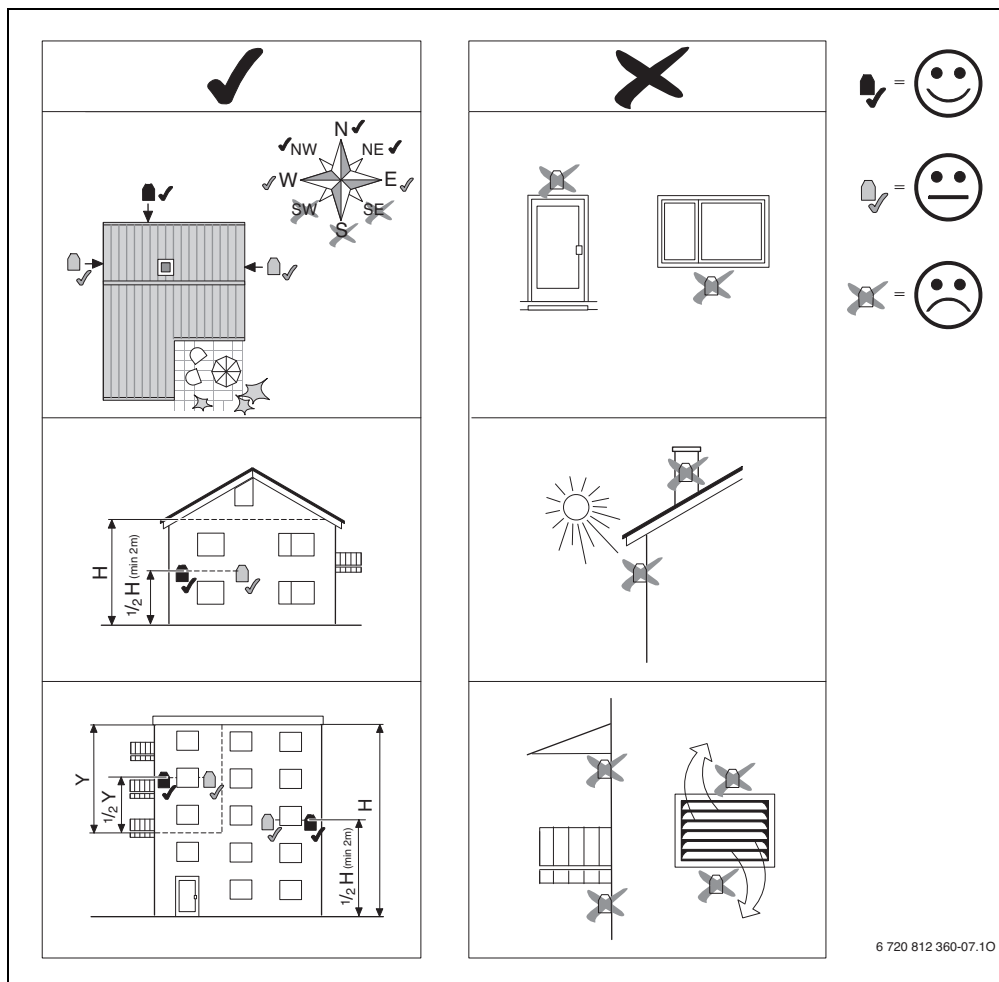 N
NW NE
W E
SW SE
S
=
=
=
H
1/2 H (min 2m)
Y
1/2 Y
H
1/2 H (min 2m)
6 720 812 360-07.1O